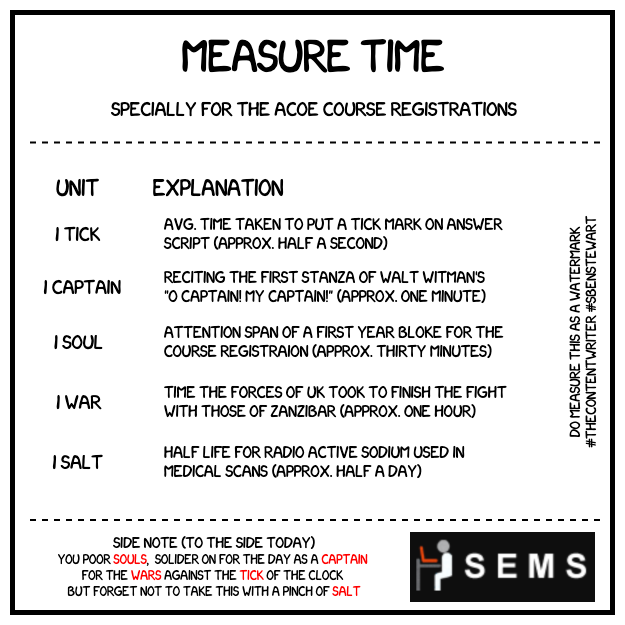 MEASURE TIME
SPECIALLY FOR THE ACOE COURSE REGISTRATIONS
UNIT EXPLANATION
1 TICK
AVG. TIME TAKEN TO PUT A TICK MARK ON ANSWER
SCRIPT (APPROX. HALF A SECOND)
1 CAPTAIN
RECITING THE FIRST STANZA OF WALT WITMAN'S
"O CAPTAIN! MY CAPTAIN!" (APPROX. ONE MINUTE)
1 SOUL
ATTENTION SPAN OF A FIRST YEAR BLOKE FOR THE
COURSE REGISTRAION (APPROX. THIRTY MINUTES)
1 WAR
TIME THE FORCES OF UK TOOK TO FINISH THE FIGHT
WITH THOSE OF ZANZIBAR (APPROX. ONE HOUR)
1 SALT
HALF LIFE FOR RADIO ACTIVE SODIUM USED IN
MEDICAL SCANS (APPROX. HALF A DAY)
DO MEASURE THIS AS A WATERMARK
#THECONTENTWRITER #SBENSTEWART
SIDE NOTE (TO THE SIDE TODAY)
YOU POOR SOULS, SOLIDER ON FOR THE DAY AS A CAPTAIN
FOR THE WARS AGAINST THE TICK OF THE CLOCK
BUT FORGET NOT TO TAKE THIS WITH A PINCH OF SALT
SEMS